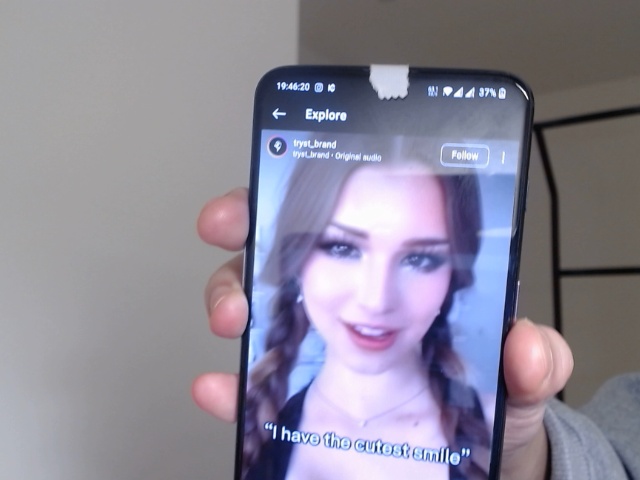 19:46:20
37%
Explore
tryst_brand
tryst_brand • Original audio
Follow
“I have the cutest smile”